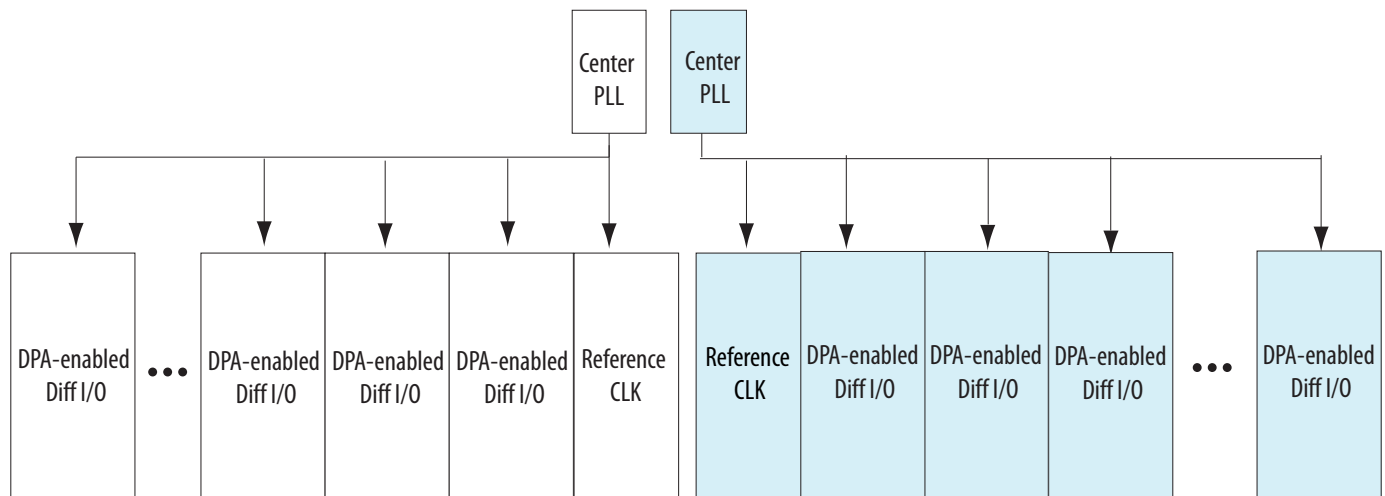 Center
PLL
Center
PLL
DPA-enabled
Diff I/O
•••
DPA-enabled
Diff I/O
DPA-enabled
Diff I/O
DPA-enabled
Diff I/O
Reference
CLK
Reference
CLK
DPA-enabled
Diff I/O
DPA-enabled
Diff I/O
DPA-enabled
Diff I/O
•••
DPA-enabled
Diff I/O